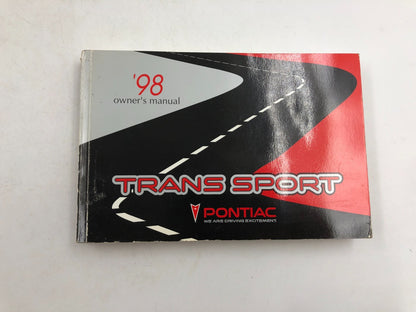 '98
owner's manual
TRANS SPORT
PONTIAC
WE ARE DRIVING EXCITEMENT